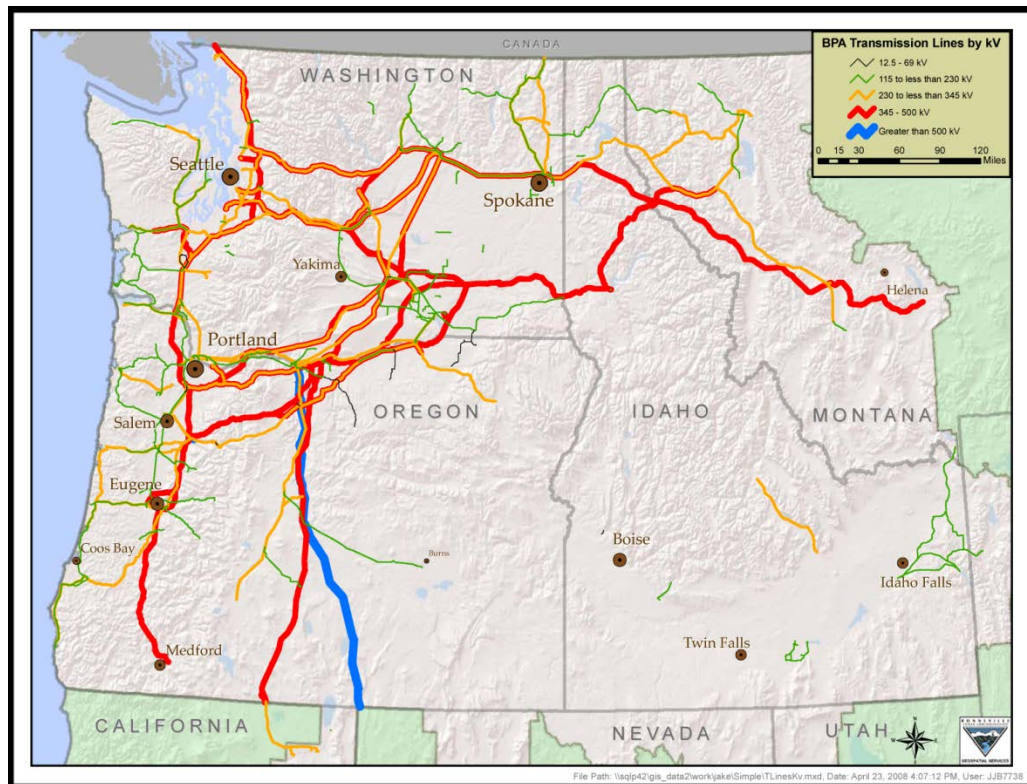 CANADA
BPA Transmission Lines by kV
12.5 - 69 kV
115 to less than 230 kV
230 to less than 345 kV
345 - 500 kV
Greater than 500 kV
0 15 30 60 90 120
Miles
WASHINGTON
Seattle
Spokane
Yakima
Helena
Portland
OREGON
IDAHO
MONTANA
Salem
Eugene
Coos Bay
Burns
Boise
Idaho Falls
Medford
Twin Falls
CALIFORNIA
NEVADA
UTAH
BONNEVILLE
GEOSPATIAL SERVICES
File Path: \\sqlp42\gis_data2\work\jake\Simple\TLinesKv.mxd, Date: April 23, 2008 4:07:12 PM, User: JJB7738